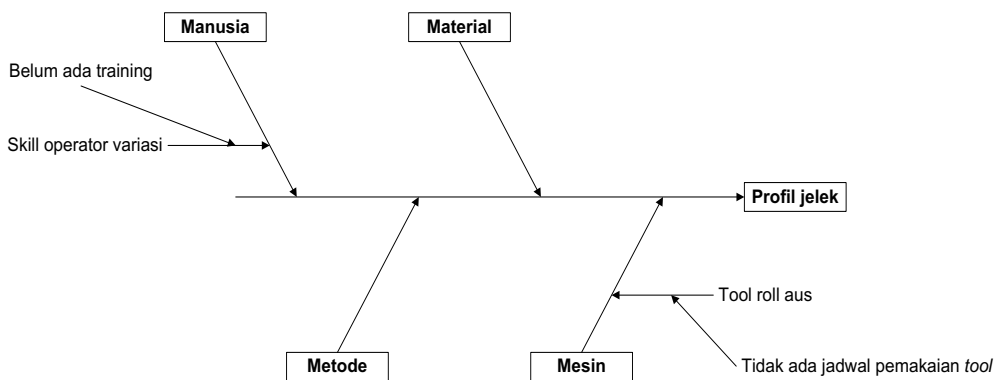 Manusia
Material
Belum ada training
Skill operator variasi
Profil jelek
Tool roll aus
Metode
Mesin
Tidak ada jadwal pemakaian tool